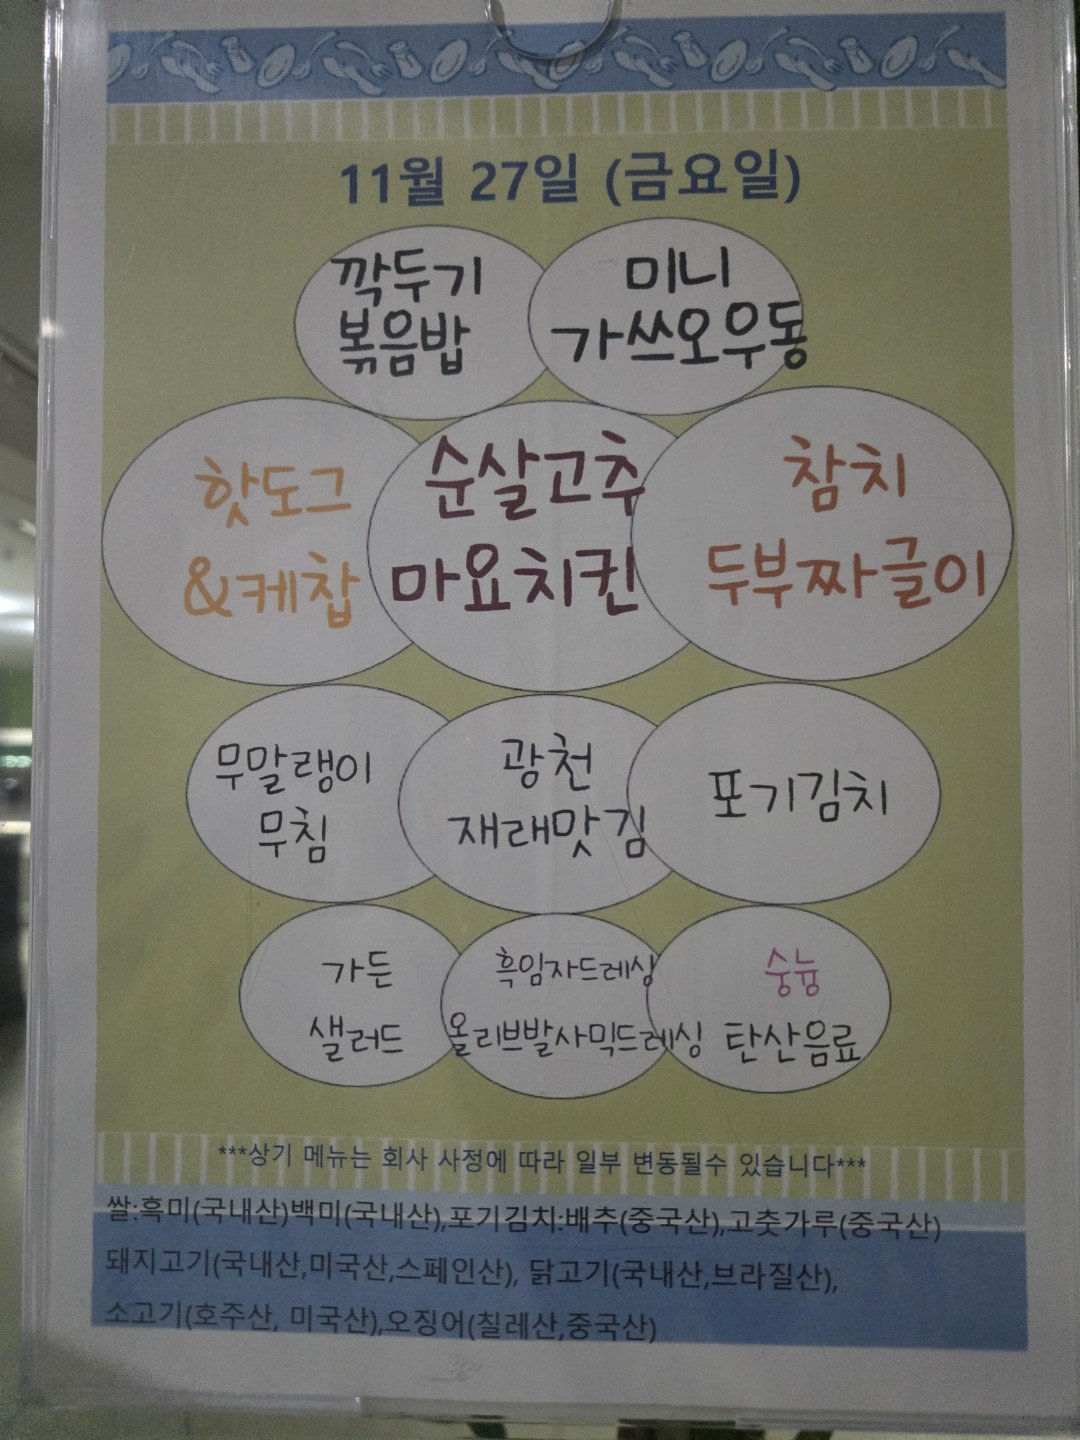 11월 27일 (금요일)
깍두기
볶음밥
미니
가쓰오우동
핫도그
&케찹
순살고추
마요치킨
참치
두부짜글이
무말랭이
무침
광천
재래맛김
포기김치
가든
샐러드
흑임자드레싱
올리브발사믹드레싱
숭늉
탄산음료
***상기 메뉴는 회사 사정에 따라 일부 변동될수 있습니다***
쌀:흑미(국내산)백미(국내산),포기김치:배추(중국산),고춧가루(중국산)
돼지고기(국내산,미국산,스페인산), 닭고기(국내산,브라질산),
소고기(호주산, 미국산),오징어(칠레산,중국산)